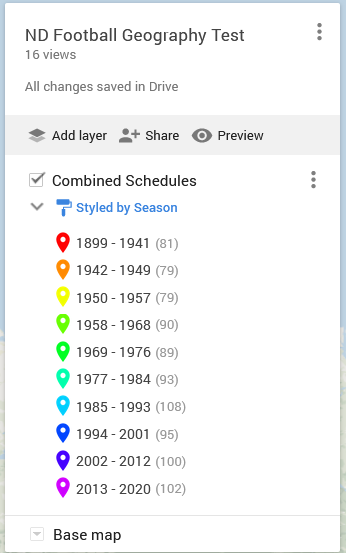 ND Football Geography Test
16 views
All changes saved in Drive
Add layer Share Preview
Combined Schedules
Styled by Season
1899 - 1941 (81)
1942 - 1949 (79)
1950 - 1957 (79)
1958 - 1968 (90)
1969 - 1976 (89)
1977 - 1984 (93)
1985 - 1993 (108)
1994 - 2001 (95)
2002 - 2012 (100)
2013 - 2020 (102)
Base map